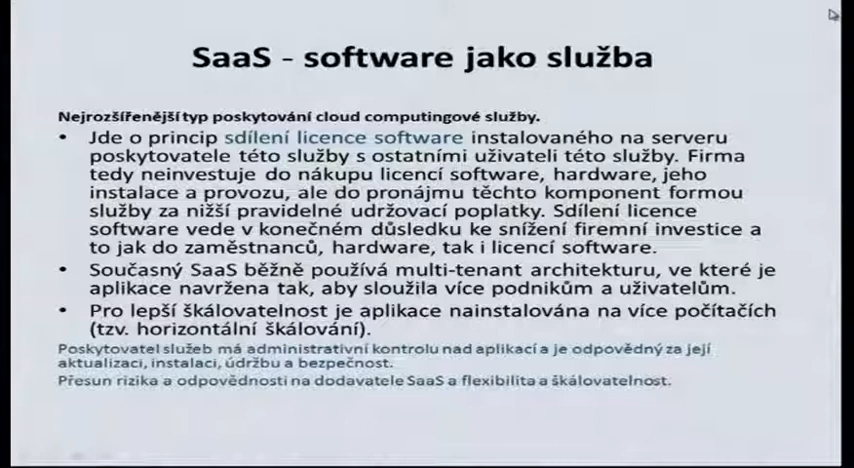 SaaS - software jako služba
Nejrozšířenější typ poskytování cloud computingové služby.
• Jde o princip sdílení licence software instalovaného na serveru
poskytovatele této služby s ostatními uživateli této služby. Firma
tedy neinvestuje do nákupu licencí software, hardware, jeho
instalace a provozu, ale do pronájmu těchto komponent formou
služby za nižší pravidelné udržovací poplatky. Sdílení licence
software vede v konečném důsledku ke snížení firemní investice a
to jak do zaměstnanců, hardware, tak i licencí software.
• Současný SaaS běžně používá multi-tenant architekturu, ve které je
aplikace navržena tak, aby sloužila více podnikům a uživatelům.
• Pro lepší škálovatelnost je aplikace nainstalována na více počítačích
(tzv. horizontální škálování).
Poskytovatel služeb má administrativní kontrolu nad aplikací a je odpovědný za její
aktualizaci, instalaci, údržbu a bezpečnost.
Přesun rizika a odpovědnosti na dodavatele SaaS a flexibilita a škálovatelnost.